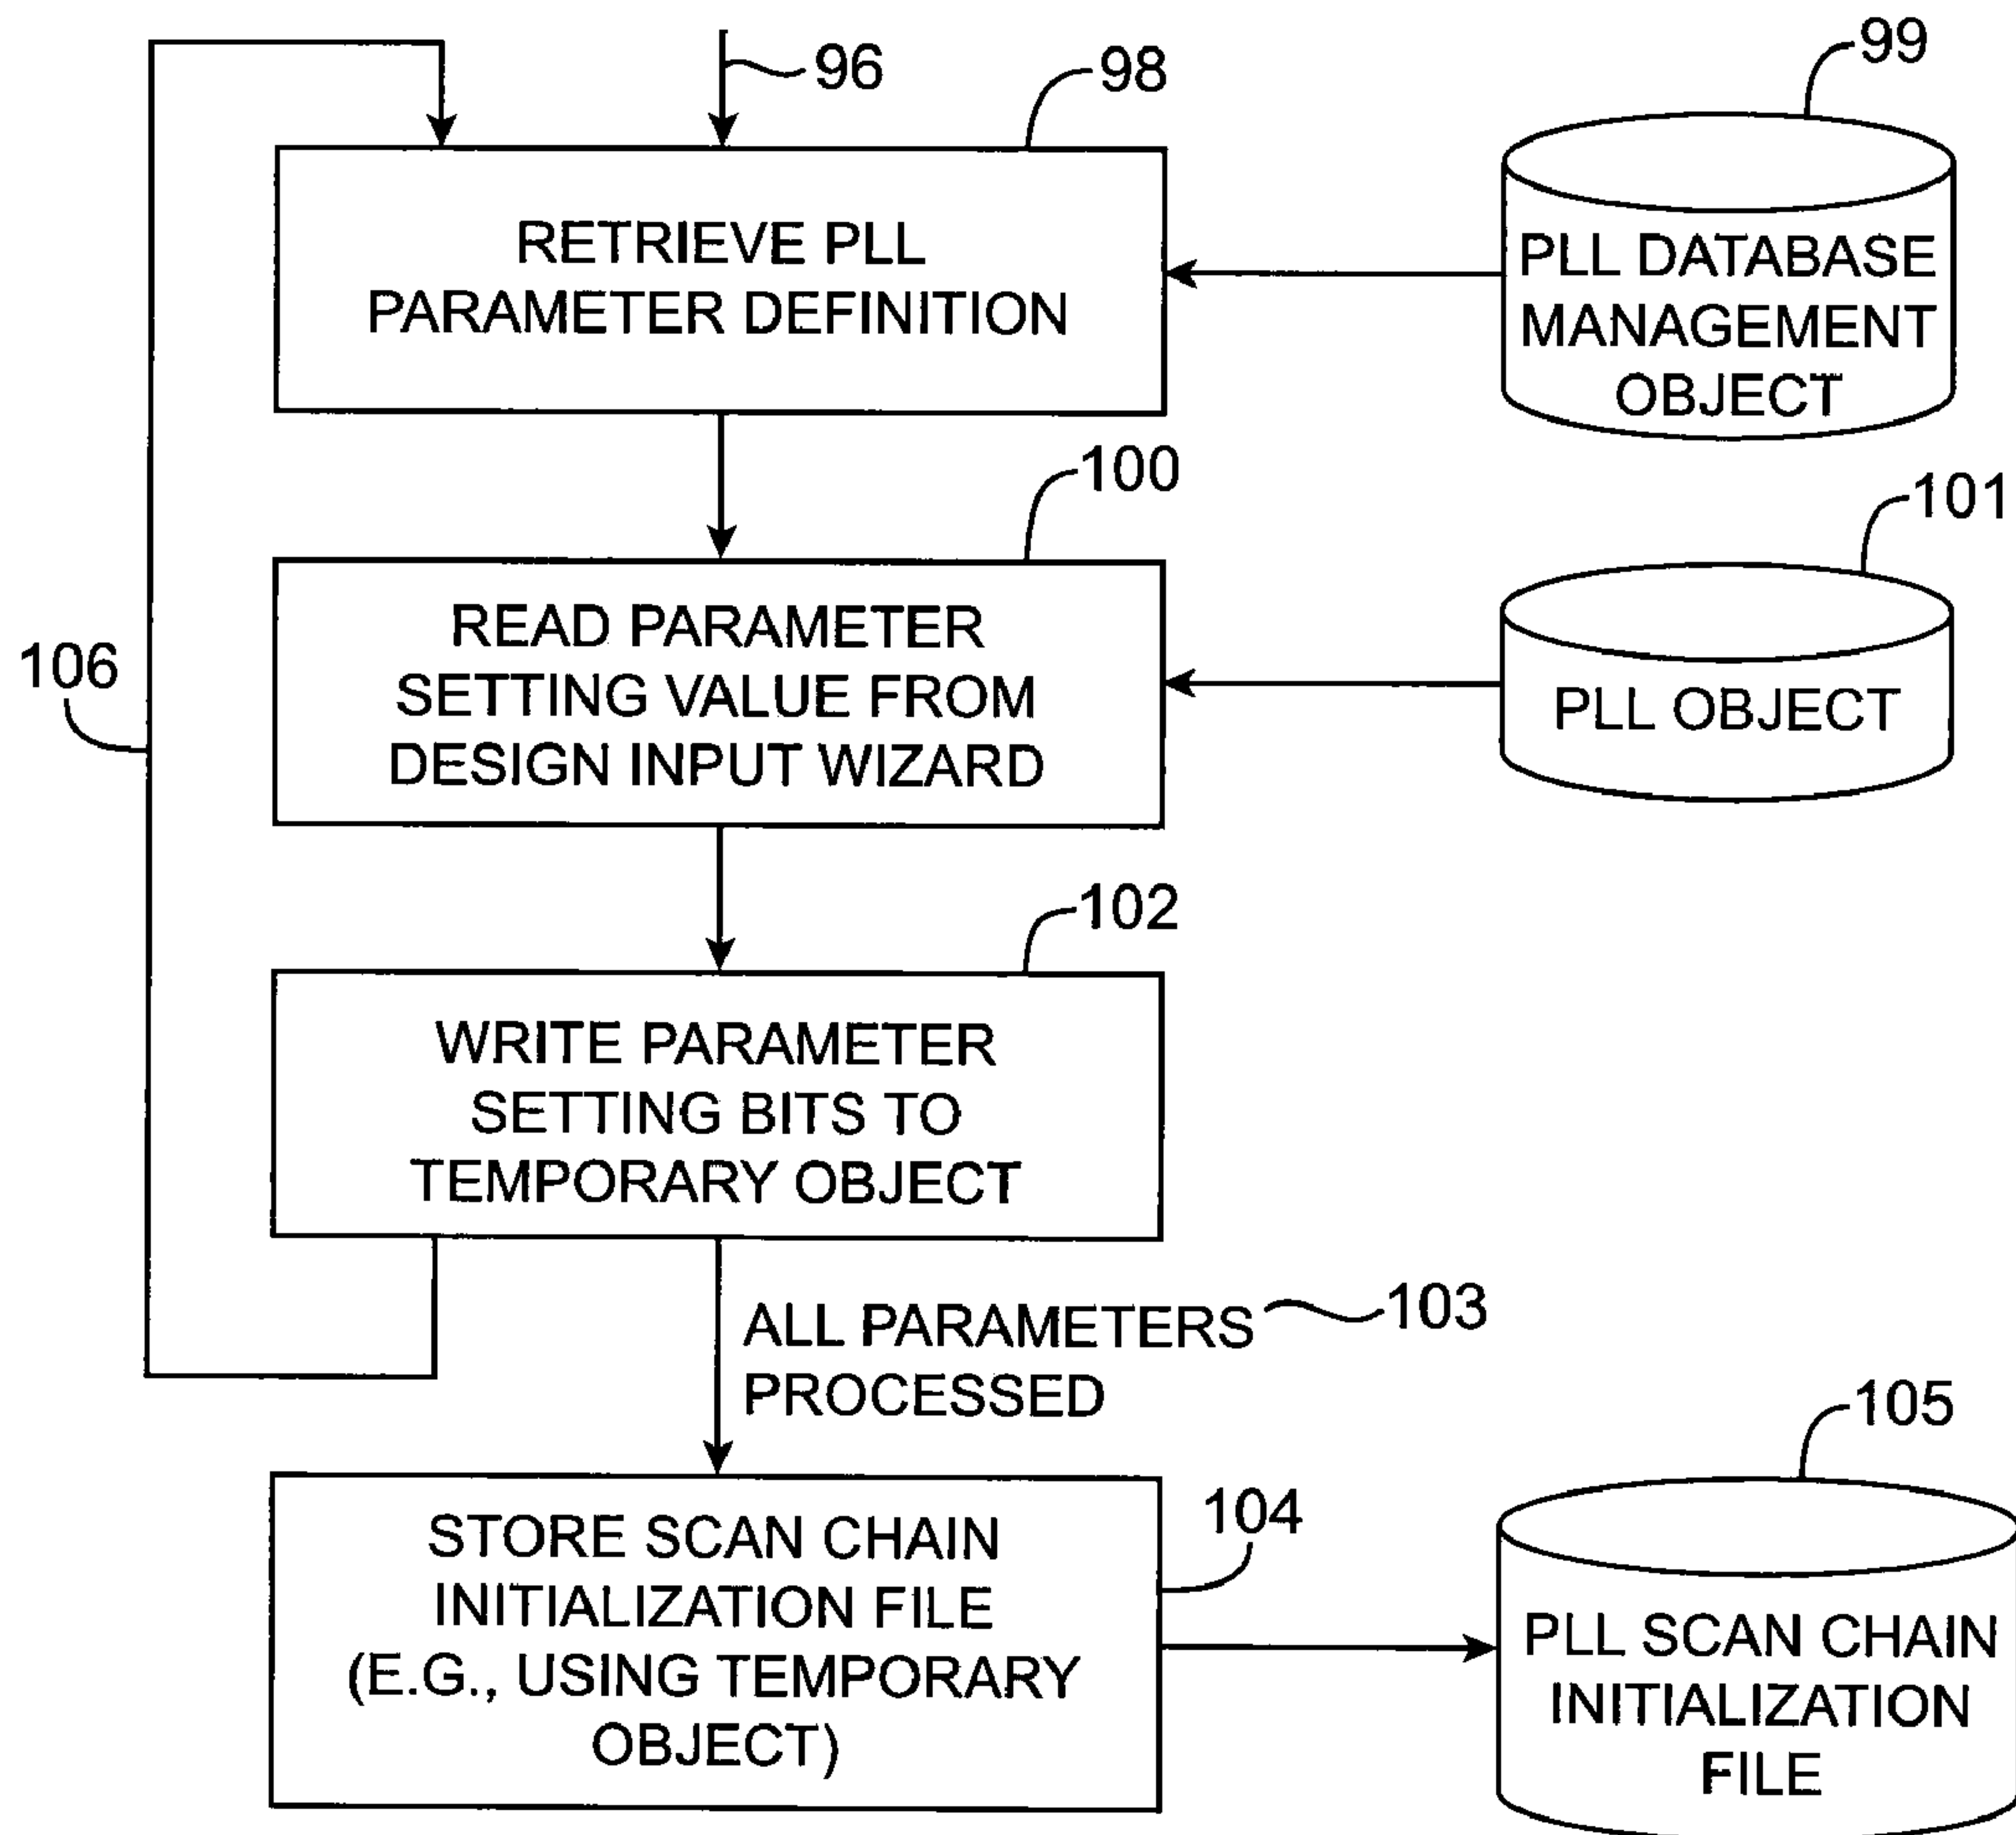 96
98
99
RETRIEVE PLL
PARAMETER DEFINITION
PLL DATABASE
MANAGEMENT
OBJECT
100
101
READ PARAMETER
SETTING VALUE FROM
DESIGN INPUT WIZARD
PLL OBJECT
106
102
WRITE PARAMETER
SETTING BITS TO
TEMPORARY OBJECT
ALL PARAMETERS
PROCESSED
103
104
105
STORE SCAN CHAIN
INITIALIZATION FILE
(E.G., USING TEMPORARY
OBJECT)
PLL SCAN CHAIN
INITIALIZATION
FILE